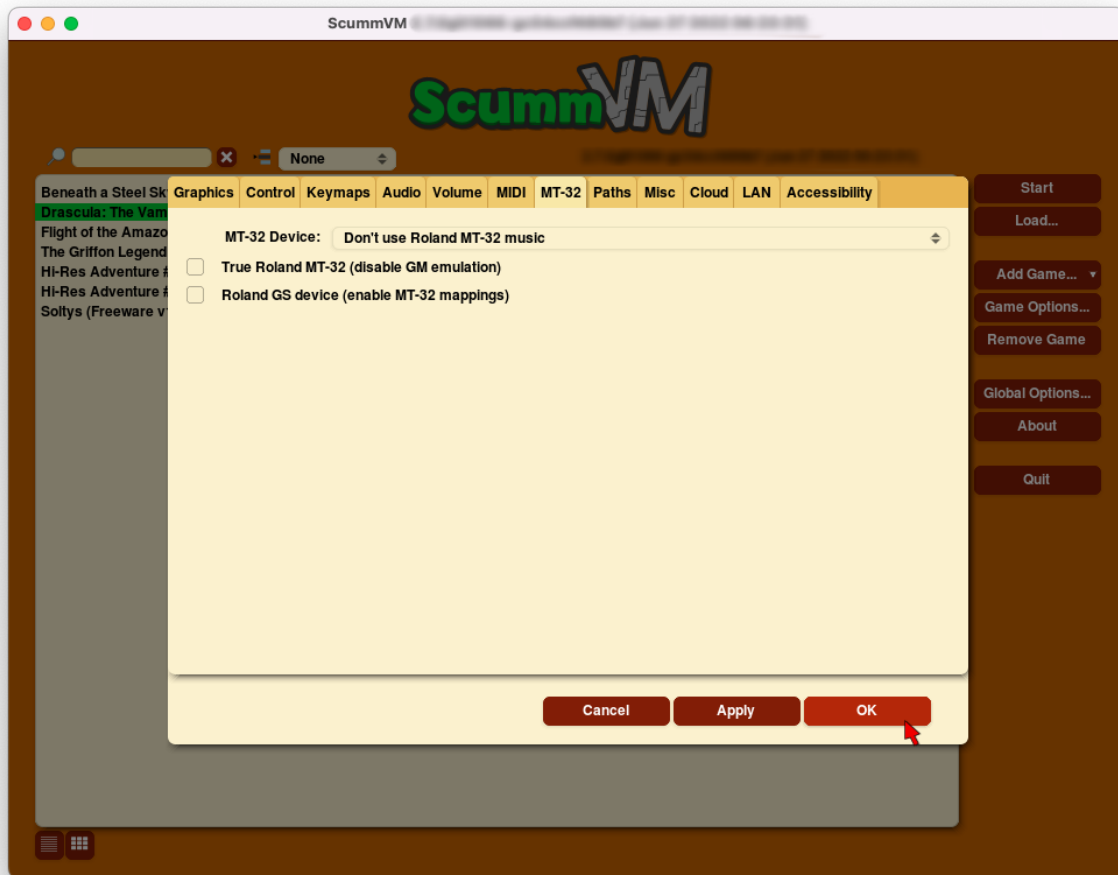 ScummVM
ScummVM
None
Beneath a Steel Sk
Drascula: The Vam
Flight of the Amazo
The Griffon Legend
Hi-Res Adventure #
Hi-Res Adventure #
Soltys (Freeware v
Graphics Control Keymaps Audio Volume MIDI MT-32 Paths Misc Cloud LAN Accessibility
MT-32 Device: Don't use Roland MT-32 music
True Roland MT-32 (disable GM emulation)
Roland GS device (enable MT-32 mappings)
Cancel Apply OK
Start
Load...
Add Game...
Game Options...
Remove Game
Global Options...
About
Quit